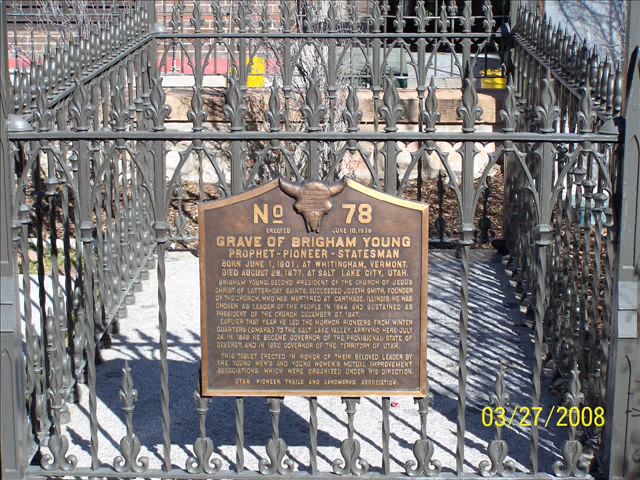 No 78
ERECTED JUNE 10, 1938
GRAVE OF BRIGHAM YOUNG
PROPHET-PIONEER-STATESMAN
BORN JUNE 1, 1801, AT WHITINGHAM, VERMONT.
DIED AUGUST 29, 1877, AT SALT LAKE CITY, UTAH.
BRIGHAM YOUNG, SECOND PRESIDENT OF THE CHURCH OF JESUS
CHRIST OF LATTER-DAY SAINTS, SUCCEEDED JOSEPH SMITH, FOUNDER
OF THE CHURCH, WHO WAS MARTYRED AT CARTHAGE, ILLINOIS. HE WAS
CHOSEN AS LEADER OF THE PEOPLE IN 1844 AND SUSTAINED AS
PRESIDENT OF THE CHURCH DECEMBER 27, 1847.
EARLIER THAT YEAR HE LED THE MORMON PIONEERS FROM WINTER
QUARTERS (OMAHA) TO THE SALT LAKE VALLEY, ARRIVING HERE JULY
24. IN 1849 HE BECAME GOVERNOR OF THE PROVISIONAL STATE OF
DESERET, AND IN 1850 GOVERNOR OF THE TERRITORY OF UTAH.
THIS TABLET ERECTED IN HONOR OF THEIR BELOVED LEADER BY
THE YOUNG MEN'S AND YOUNG WOMEN'S MUTUAL IMPROVEMENT
ASSOCIATIONS, WHICH WERE ORGANIZED UNDER HIS DIRECTION.
UTAH PIONEER TRAILS AND LANDMARKS ASSOCIATION.
03/27/2008